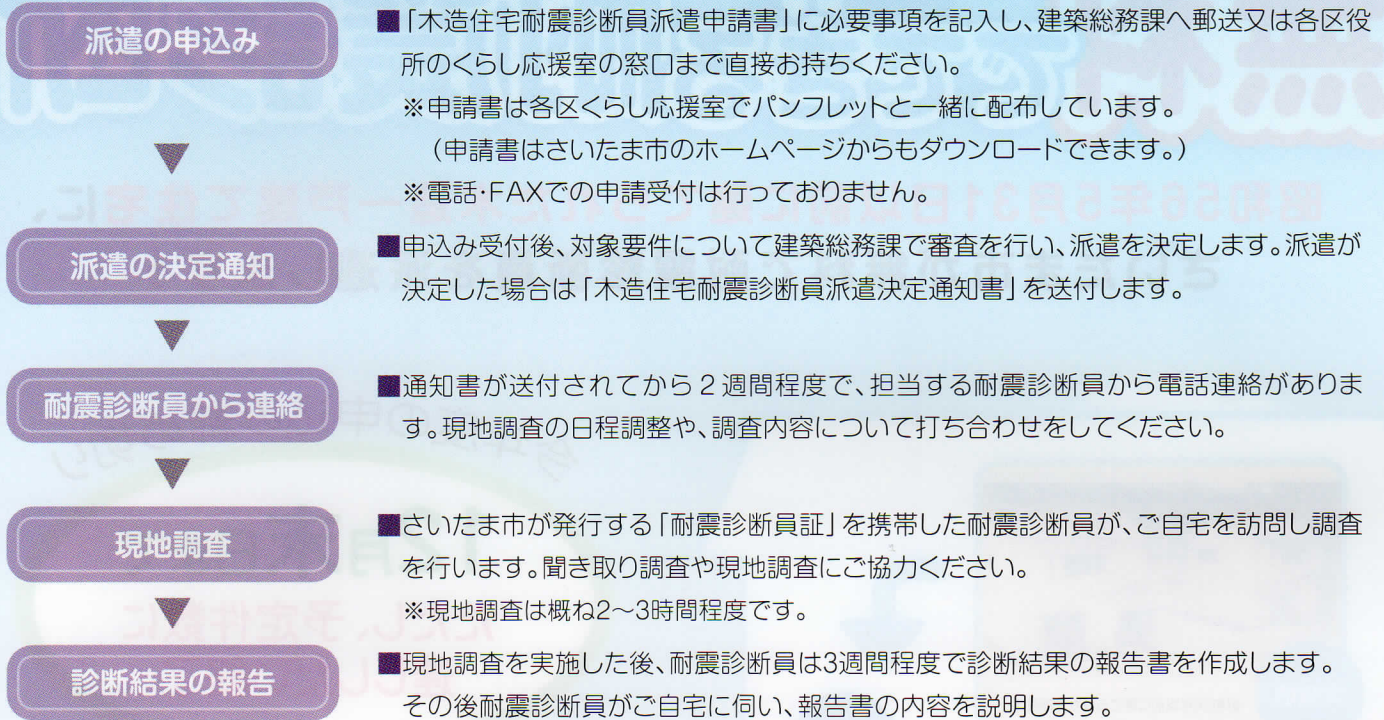 派遣の申込み
■「木造住宅耐震診断員派遣申請書」に必要事項を記入し、建築総務課へ郵送又は各区役
所のくらし応援室の窓口まで直接お持ちください。
※申請書は各区くらし応援室でパンフレットと一緒に配布しています。
（申請書はさいたま市のホームページからもダウンロードできます。）
※電話・FAXでの申請受付は行っておりません。
派遣の決定通知
■申込み受付後、対象要件について建築総務課で審査を行い、派遣を決定します。派遣が
決定した場合は「木造住宅耐震診断員派遣決定通知書」を送付します。
耐震診断員から連絡
■通知書が送付されてから2週間程度で、担当する耐震診断員から電話連絡がありま
す。現地調査の日程調整や、調査内容について打ち合わせをしてください。
現地調査
■さいたま市が発行する「耐震診断員証」を携帯した耐震診断員が、ご自宅を訪問し調査
を行います。聞き取り調査や現地調査にご協力ください。
※現地調査は概ね2～3時間程度です。
診断結果の報告
■現地調査を実施した後、耐震診断員は3週間程度で診断結果の報告書を作成します。
その後耐震診断員がご自宅に伺い、報告書の内容を説明します。